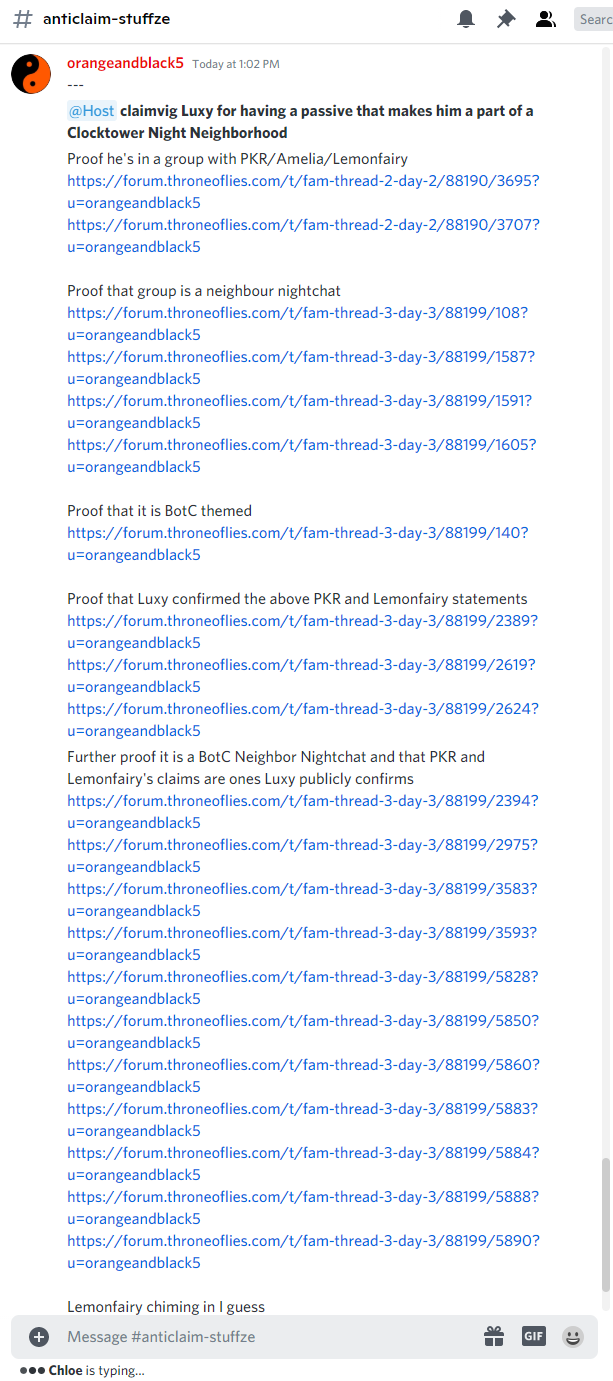 # anticlaim-stuffze
Searc
orangeandblack5 Today at 1:02 PM
---
@Host claimvig Luxy for having a passive that makes him a part of a
Clocktower Night Neighborhood
Proof he's in a group with PKR/Amelia/Lemonfairy
https://forum.throneoflies.com/t/fam-thread-2-day-2/88190/3695?
u=orangeandblack5
https://forum.throneoflies.com/t/fam-thread-2-day-2/88190/3707?
u=orangeandblack5
Proof that group is a neighbour nightchat
https://forum.throneoflies.com/t/fam-thread-3-day-3/88199/108?
u=orangeandblack5
https://forum.throneoflies.com/t/fam-thread-3-day-3/88199/1587?
u=orangeandblack5
https://forum.throneoflies.com/t/fam-thread-3-day-3/88199/1591?
u=orangeandblack5
https://forum.throneoflies.com/t/fam-thread-3-day-3/88199/1605?
u=orangeandblack5
Proof that it is BotC themed
https://forum.throneoflies.com/t/fam-thread-3-day-3/88199/140?
u=orangeandblack5
Proof that Luxy confirmed the above PKR and Lemonfairy statements
https://forum.throneoflies.com/t/fam-thread-3-day-3/88199/2389?
u=orangeandblack5
https://forum.throneoflies.com/t/fam-thread-3-day-3/88199/2619?
u=orangeandblack5
https://forum.throneoflies.com/t/fam-thread-3-day-3/88199/2624?
u=orangeandblack5
Further proof it is a BotC Neighbor Nightchat and that PKR and
Lemonfairy's claims are ones Luxy publicly confirms
https://forum.throneoflies.com/t/fam-thread-3-day-3/88199/2394?
u=orangeandblack5
https://forum.throneoflies.com/t/fam-thread-3-day-3/88199/2975?
u=orangeandblack5
https://forum.throneoflies.com/t/fam-thread-3-day-3/88199/3583?
u=orangeandblack5
https://forum.throneoflies.com/t/fam-thread-3-day-3/88199/3593?
u=orangeandblack5
https://forum.throneoflies.com/t/fam-thread-3-day-3/88199/5828?
u=orangeandblack5
https://forum.throneoflies.com/t/fam-thread-3-day-3/88199/5850?
u=orangeandblack5
https://forum.throneoflies.com/t/fam-thread-3-day-3/88199/5860?
u=orangeandblack5
https://forum.throneoflies.com/t/fam-thread-3-day-3/88199/5883?
u=orangeandblack5
https://forum.throneoflies.com/t/fam-thread-3-day-3/88199/5884?
u=orangeandblack5
https://forum.throneoflies.com/t/fam-thread-3-day-3/88199/5888?
u=orangeandblack5
https://forum.throneoflies.com/t/fam-thread-3-day-3/88199/5890?
u=orangeandblack5
Lemonfairy chiming in I guess
Message #anticlaim-stuffze
GIF
Chloe is typing...